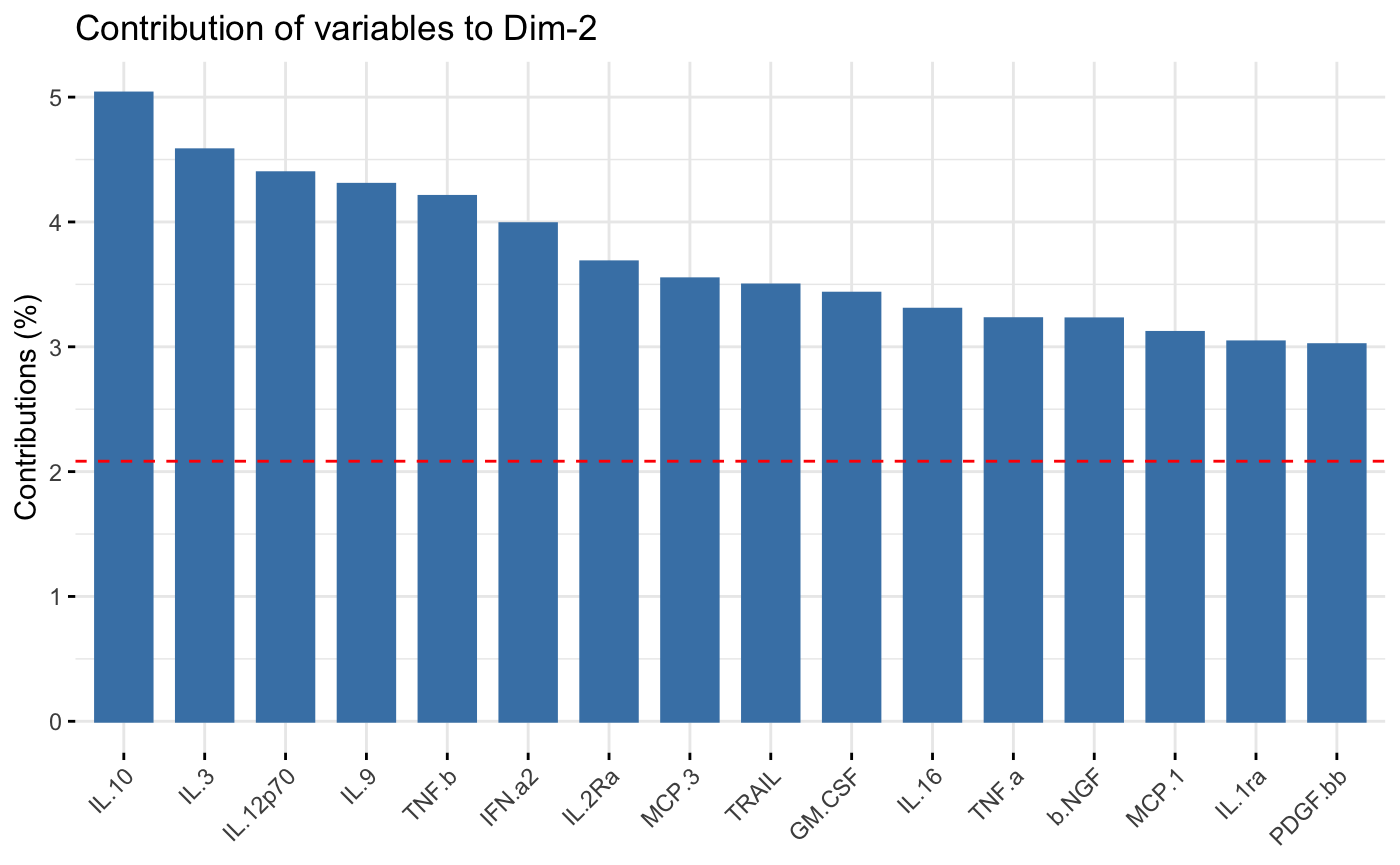 Contribution of variables to Dim-2
Contributions (%)
5
4
3
2
1
0
IL.10
IL.3
IL.12p70
IL.9
TNF.b
IFN.a2
IL.2Ra
MCP.3
TRAIL
GM.CSF
IL.16
TNF.a
b.NGF
MCP.1
IL.1ra
PDGF.bb